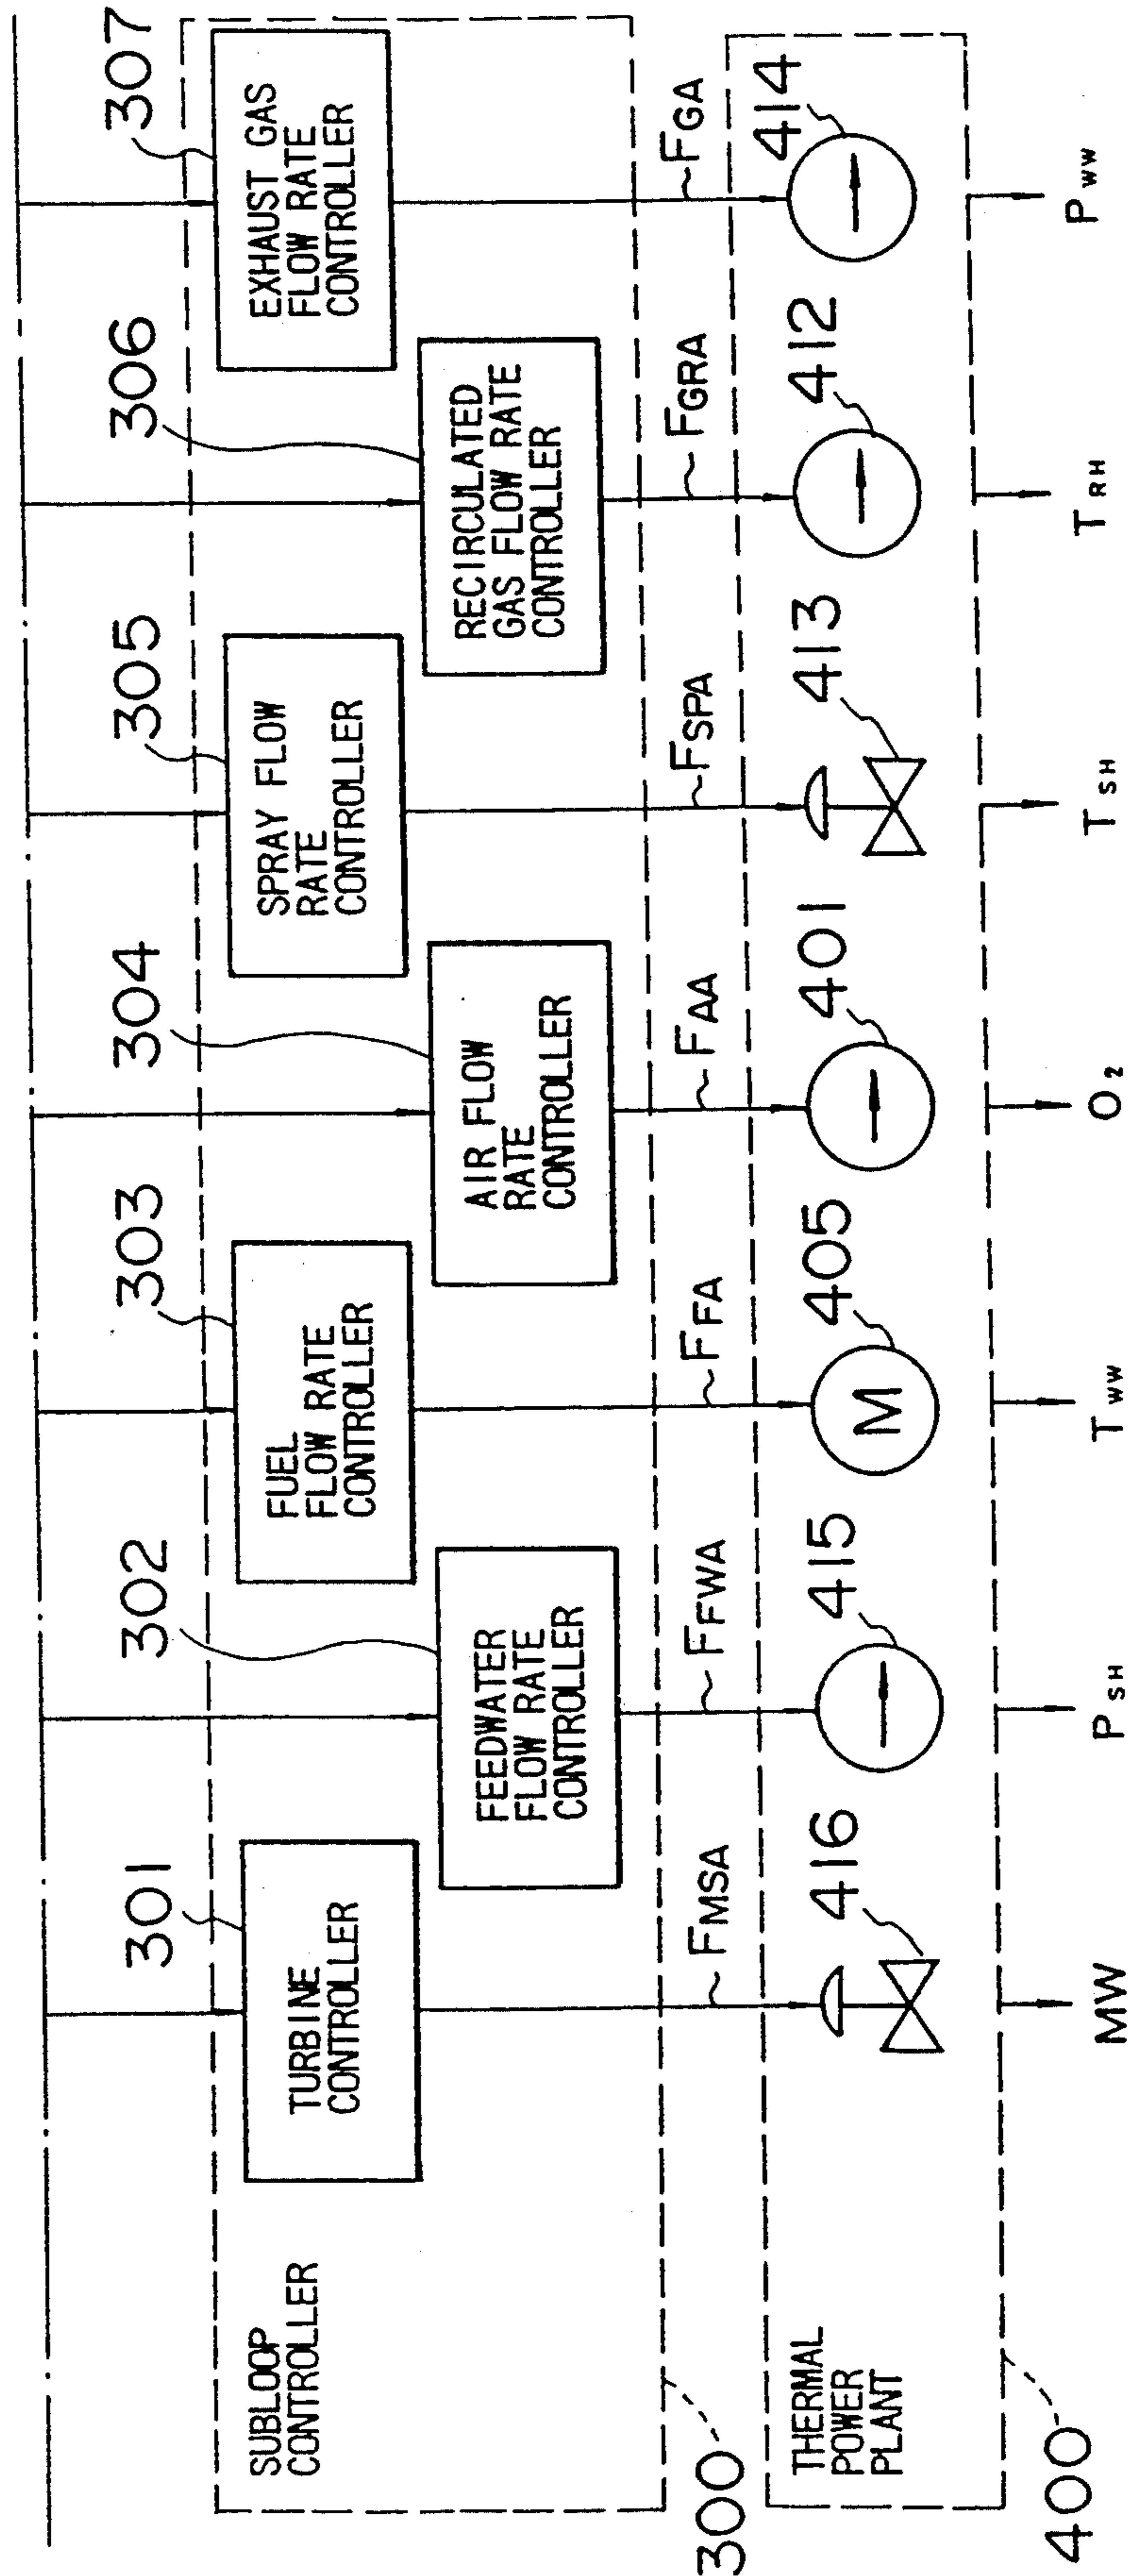 301
302
303
304
305
306
307
SUBLOOP
CONTROLLER
TURBINE
CONTROLLER
FEEDWATER
FLOW RATE
CONTROLLER
FUEL
FLOW RATE
CONTROLLER
AIR FLOW
RATE
CONTROLLER
SPRAY FLOW
RATE
CONTROLLER
RECIRCULATED
GAS FLOW RATE
CONTROLLER
EXHAUST GAS
FLOW RATE
CONTROLLER
300
FMSA
FFWA
FFA
FAA
FSPA
FGRA
FGA
THERMAL
POWER
PLANT
416
415
405
M
401
413
412
414
400
MW
PSH
TWW
O2
TSH
TRH
PWW